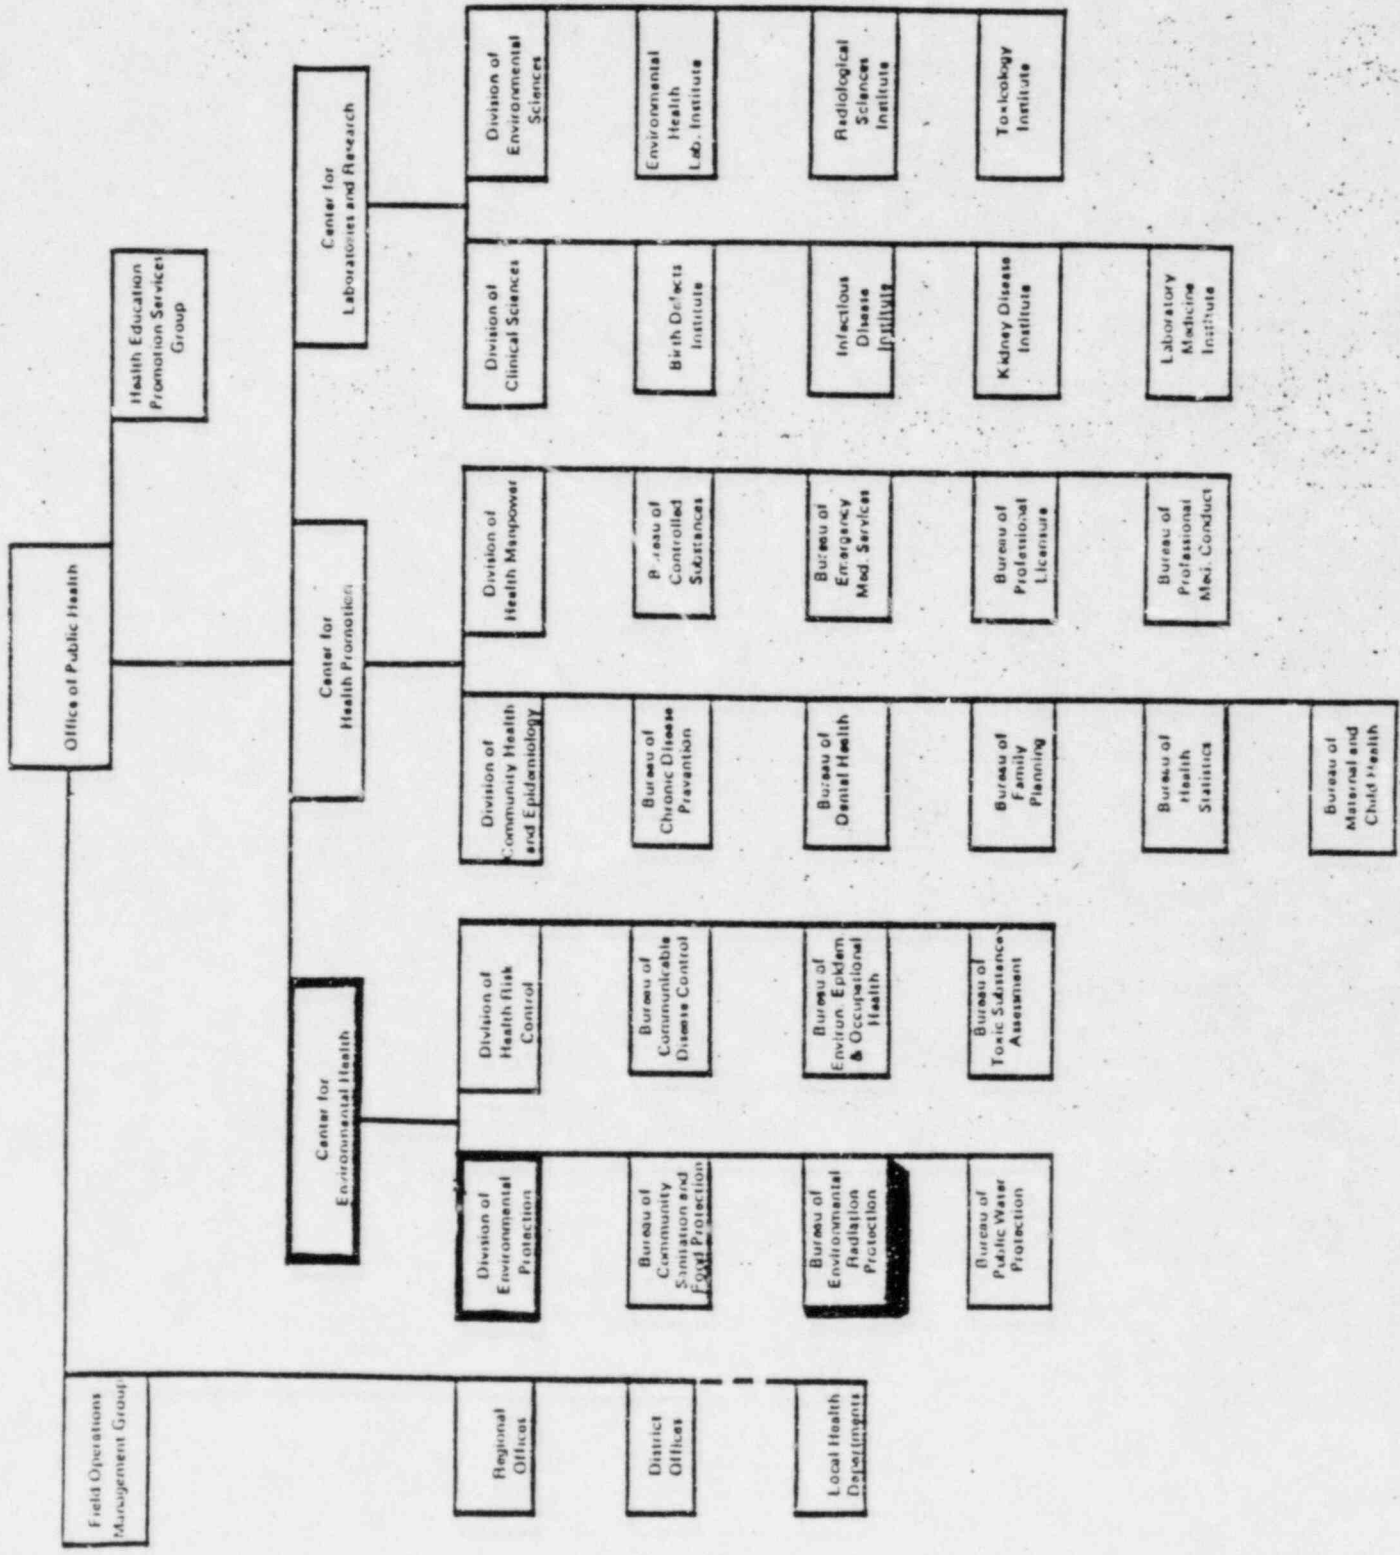 Office of Public Health
Health Education
Promotion Services
Group
Field Operations
Management Group
Center for
Environmental Health
Center for
Health Promotion
Center for
Laboratories and Research
Regional
Offices
District
Offices
Local Health
Departments
Division of
Environmental
Protection
Bureau of
Community
Sanitation and
Food Protection
Bureau of
Environmental
Radiation
Protection
Bureau of
Public Water
Protection
Division of
Health Risk
Control
Bureau of
Communicable
Disease Control
Bureau of
Environ. Epidem
& Occupational
Health
Bureau of
Toxic Substance
Assessment
Division of
Community Health
and Epidemiology
Bureau of
Chronic Disease
Prevention
Bureau of
Dental Health
Bureau of
Family
Planning
Bureau of
Health
Statistics
Bureau of
Maternal and
Child Health
Division of
Health Manpower
Bureau of
Controlled
Substances
Bureau of
Emergency
Med. Services
Bureau of
Professional
Licensure
Bureau of
Professional
Med. Conduct
Division of
Clinical Sciences
Birth Defects
Institute
Infectious
Disease
Institute
Kidney Disease
Institute
Laboratory
Medicine
Institute
Division of
Environmental
Sciences
Environmental
Health
Lab. Institute
Radiological
Sciences
Institute
Toxicology
Institute